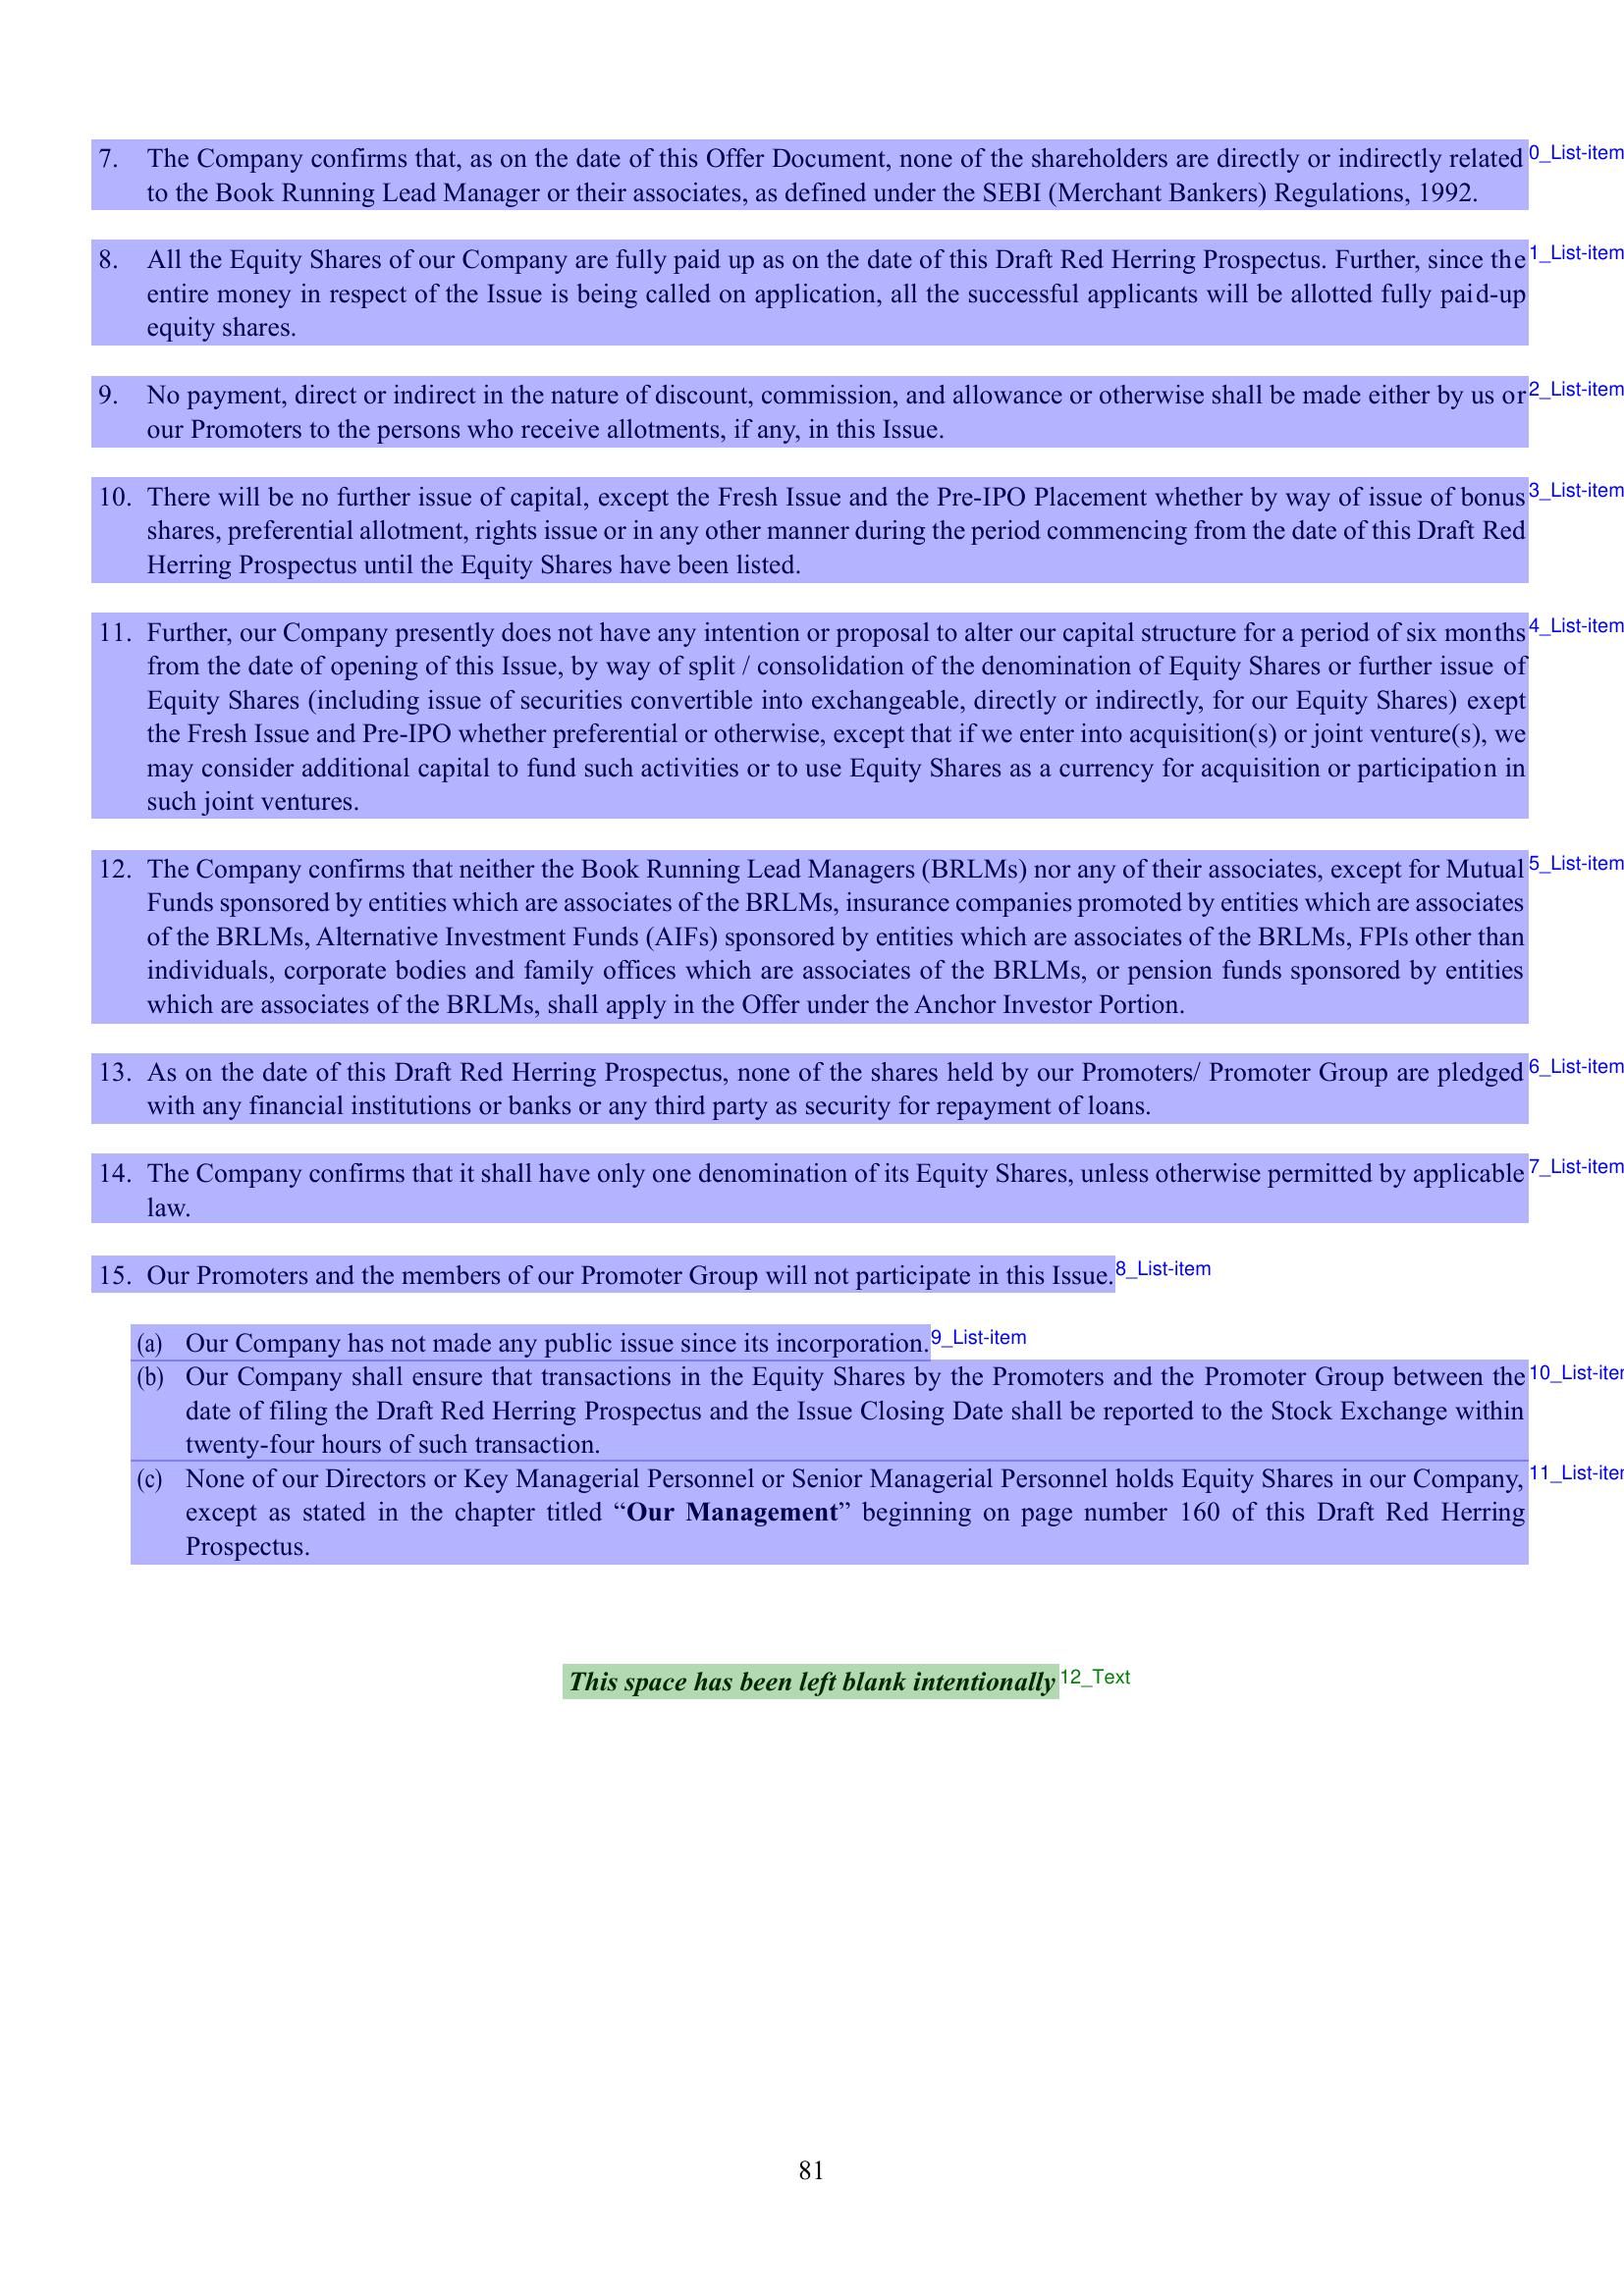 7. The Company confirms that, as on the date of this Offer Document, none of the shareholders are directly or indirectly related 0_List-item
to the Book Running Lead Manager or their associates, as defined under the SEBI (Merchant Bankers) Regulations, 1992.
8. All the Equity Shares of our Company are fully paid up as on the date of this Draft Red Herring Prospectus. Further, since the 1_List-item
entire money in respect of the Issue is being called on application, all the successful applicants will be allotted fully paid-up
equity shares.
9. No payment, direct or indirect in the nature of discount, commission, and allowance or otherwise shall be made either by us or 2_List-item
our Promoters to the persons who receive allotments, if any, in this Issue.
10. There will be no further issue of capital, except the Fresh Issue and the Pre-IPO Placement whether by way of issue of bonus 3_List-item
shares, preferential allotment, rights issue or in any other manner during the period commencing from the date of this Draft Red
Herring Prospectus until the Equity Shares have been listed.
11. Further, our Company presently does not have any intention or proposal to alter our capital structure for a period of six months 4_List-item
from the date of opening of this Issue, by way of split / consolidation of the denomination of Equity Shares or further issue of
Equity Shares (including issue of securities convertible into exchangeable, directly or indirectly, for our Equity Shares) exept
the Fresh Issue and Pre-IPO whether preferential or otherwise, except that if we enter into acquisition(s) or joint venture(s), we
may consider additional capital to fund such activities or to use Equity Shares as a currency for acquisition or participation in
such joint ventures.
12. The Company confirms that neither the Book Running Lead Managers (BRLMs) nor any of their associates, except for Mutual 5_List-item
Funds sponsored by entities which are associates of the BRLMs, insurance companies promoted by entities which are associates
of the BRLMs, Alternative Investment Funds (AIFs) sponsored by entities which are associates of the BRLMs, FPIs other than
individuals, corporate bodies and family offices which are associates of the BRLMs, or pension funds sponsored by entities
which are associates of the BRLMs, shall apply in the Offer under the Anchor Investor Portion.
13. As on the date of this Draft Red Herring Prospectus, none of the shares held by our Promoters/ Promoter Group are pledged 6_List-item
with any financial institutions or banks or any third party as security for repayment of loans.
14. The Company confirms that it shall have only one denomination of its Equity Shares, unless otherwise permitted by applicable 7_List-item
law.
15. Our Promoters and the members of our Promoter Group will not participate in this Issue. 8_List-item
(a) Our Company has not made any public issue since its incorporation. 9_List-item
(b) Our Company shall ensure that transactions in the Equity Shares by the Promoters and the Promoter Group between the 10_List-iter
date of filing the Draft Red Herring Prospectus and the Issue Closing Date shall be reported to the Stock Exchange within
twenty-four hours of such transaction.
(c) None of our Directors or Key Managerial Personnel or Senior Managerial Personnel holds Equity Shares in our Company, 11_List-iter
except as stated in the chapter titled “Our Management” beginning on page number 160 of this Draft Red Herring
Prospectus.
This space has been left blank intentionally 12_Text
81